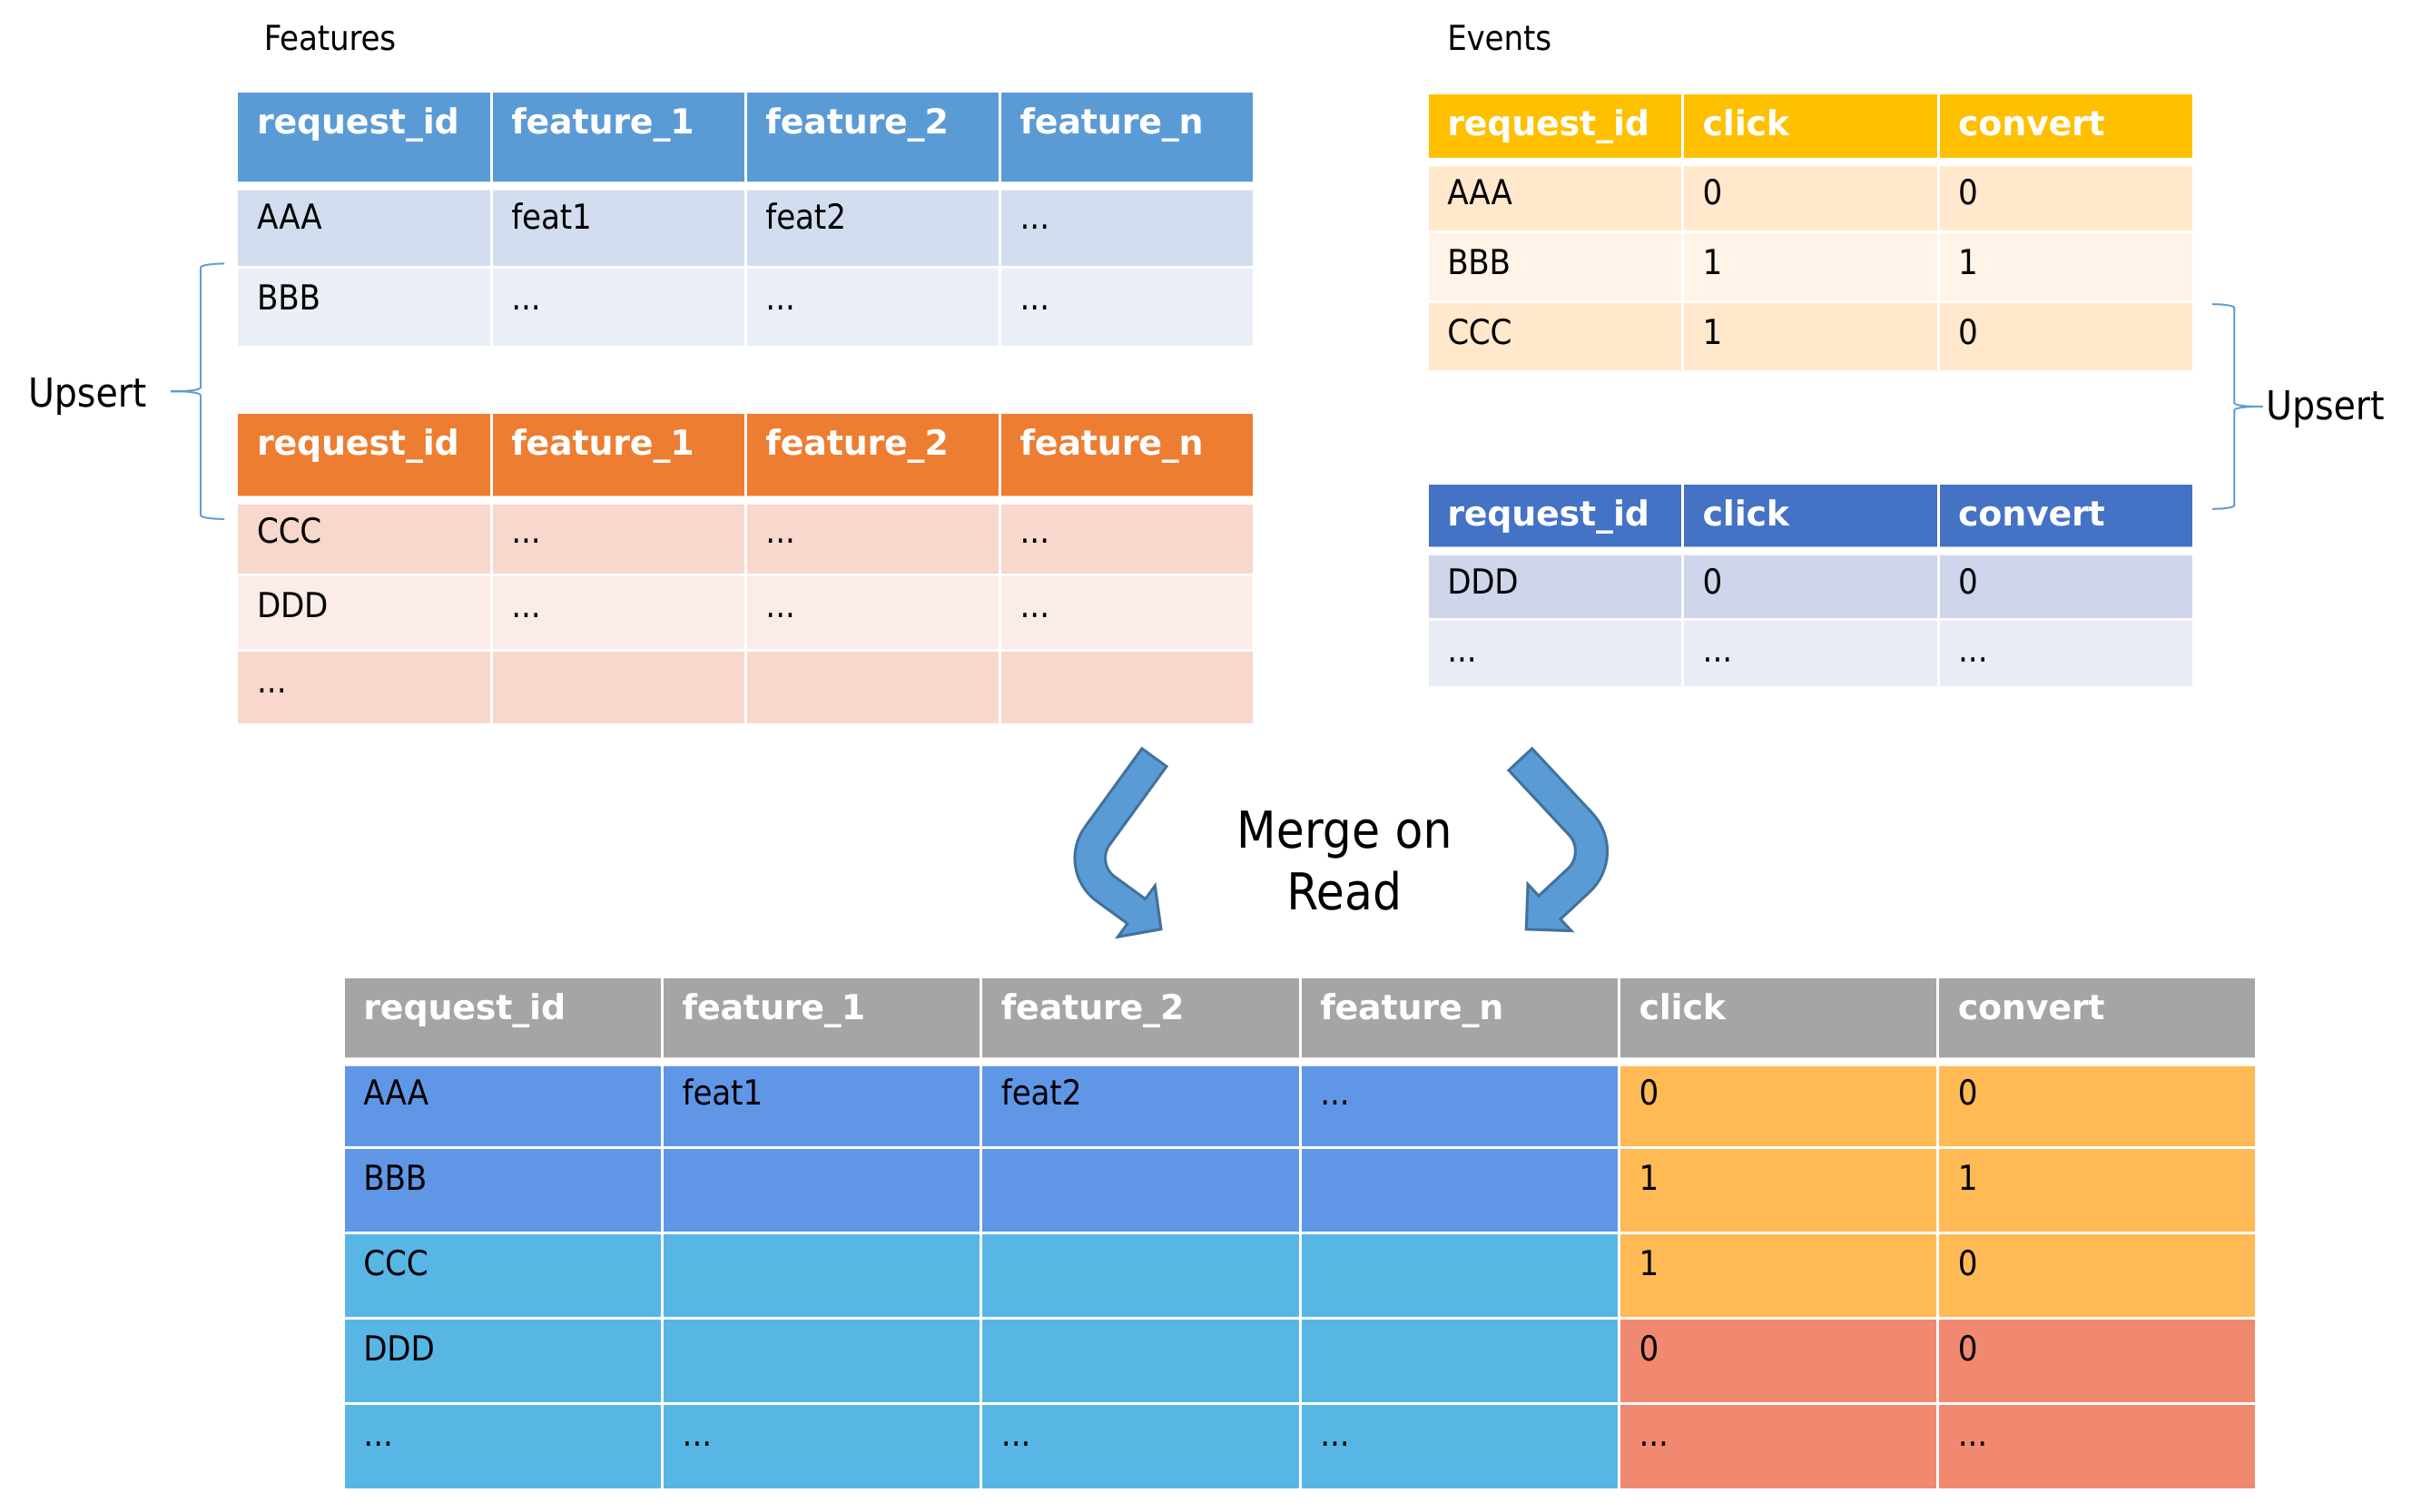 Features
request_id feature_1 feature_2 feature_n
AAA feat1 feat2 ...
BBB ... ... ...
Upsert
request_id feature_1 feature_2 feature_n
CCC ... ... ...
DDD ... ... ...
...
Events
request_id click convert
AAA 0 0
BBB 1 1
CCC 1 0
Upsert
request_id click convert
DDD 0 0
... ... ...
Merge on
Read
request_id feature_1 feature_2 feature_n click convert
AAA feat1 feat2 ... 0 0
BBB 1 1
CCC 1 0
DDD 0 0
... ... ... ... ... ...